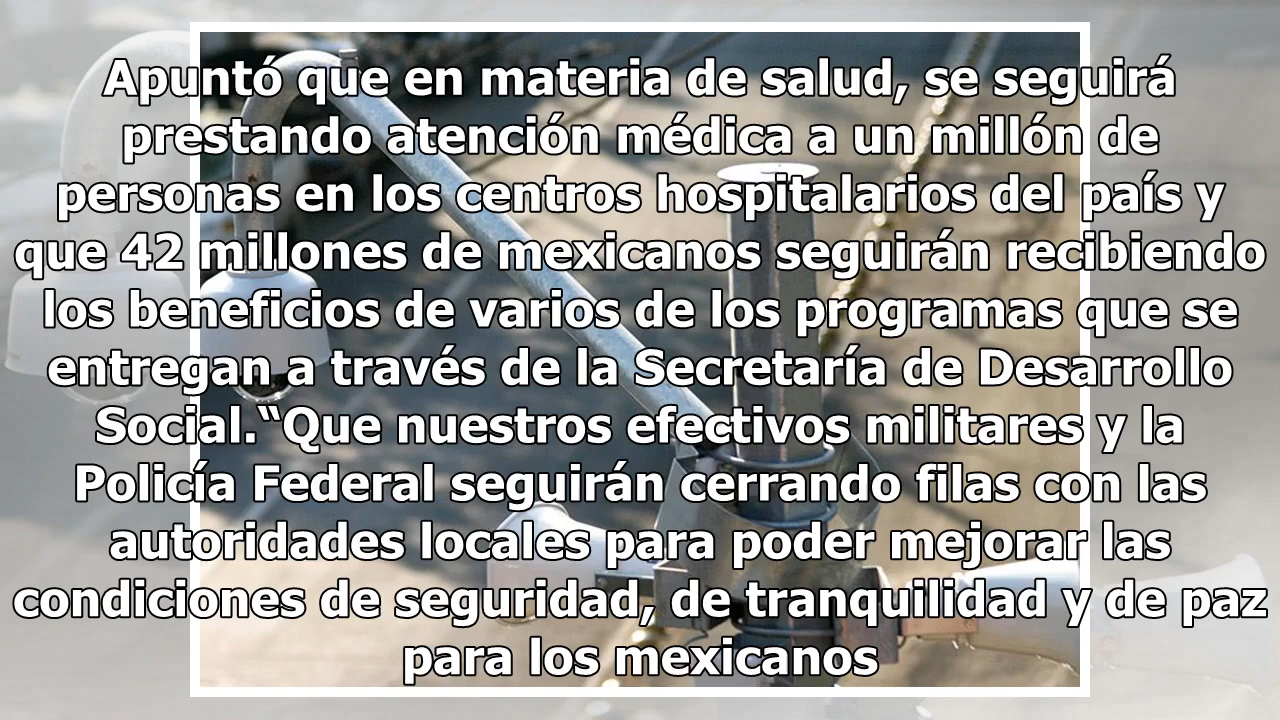 Apuntó que en materia de salud, se seguirá
prestando atención médica a un millón de
personas en los centros hospitalarios del país y
que 42 millones de mexicanos seguirán recibiendo
los beneficios de varios de los programas que se
entregan a través de la Secretaría de Desarrollo
Social.“Que nuestros efectivos militares y la
Policía Federal seguirán cerrando filas con las
autoridades locales para poder mejorar las
condiciones de seguridad, de tranquilidad y de paz
para los mexicanos